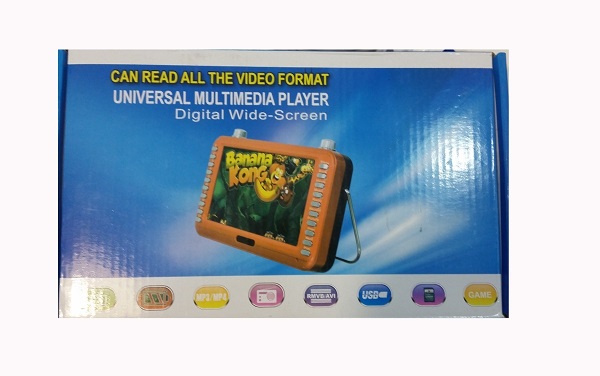 CAN READ ALL THE VIDEO FORMAT
UNIVERSAL MULTIMEDIA PLAYER
Digital Wide-Screen
Banana
Kong
MP3/MP4
RMVB/AVI
USB
GAME